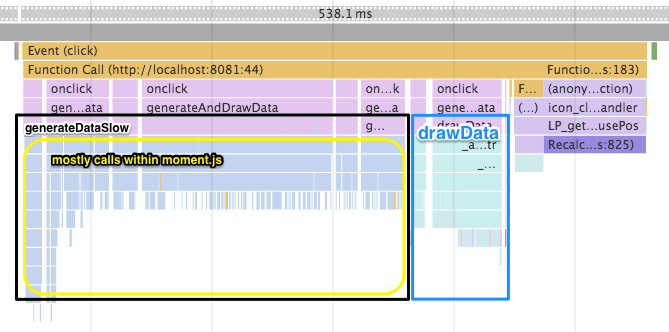 538.1 ms
Event (click)
Function Call (http://localhost:8081:44)
Functio...s:183)
onclick
onclick
on...k
onclick
F...
(anony...ction)
gen...ata
generateAndDrawData
ge...a
gene...ata
(...)
icon_cl...andler
generateDataSlow
g...
drawData
LP_get...usePos
mostly calls within moment.js
_a...tr
Recalc...s:825)
_...